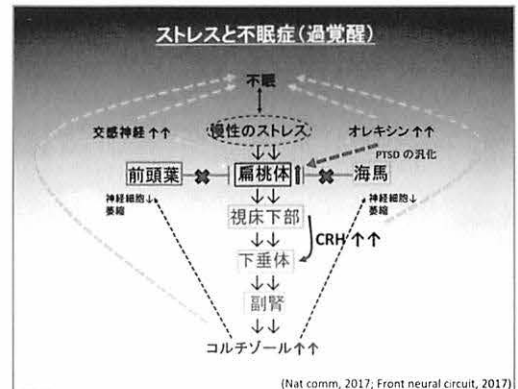 ストレスと不眠症(過覚醒)
不眠
交感神経↑↑
慢性のストレス
オレキシン↑↑
PTSD の汎化
前頭葉
扁桃体
海馬
神経細胞↓
萎縮
神経細胞↓
萎縮
視床下部
CRH↑↑
下垂体
副腎
コルチゾール↑↑
(Nat comm, 2017; Front neural circuit, 2017)